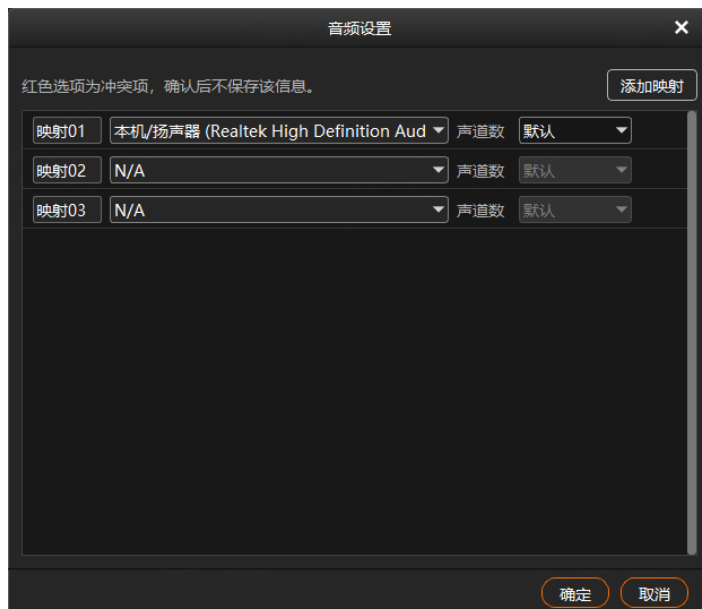 音频设置
红色选项为冲突项，确认后不保存该信息。 添加映射
映射01 本机/扬声器 (Realtek High Definition Aud 声道数 默认
映射02 N/A 声道数 默认
映射03 N/A 声道数 默认
确定 取消